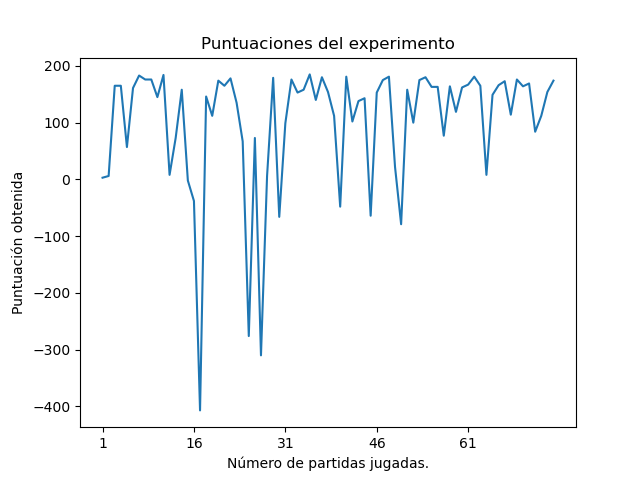 Puntuaciones del experimento
Puntuación obtenida
200
100
0
−100
−200
−300
−400
1 16 31 46 61
Número de partidas jugadas.